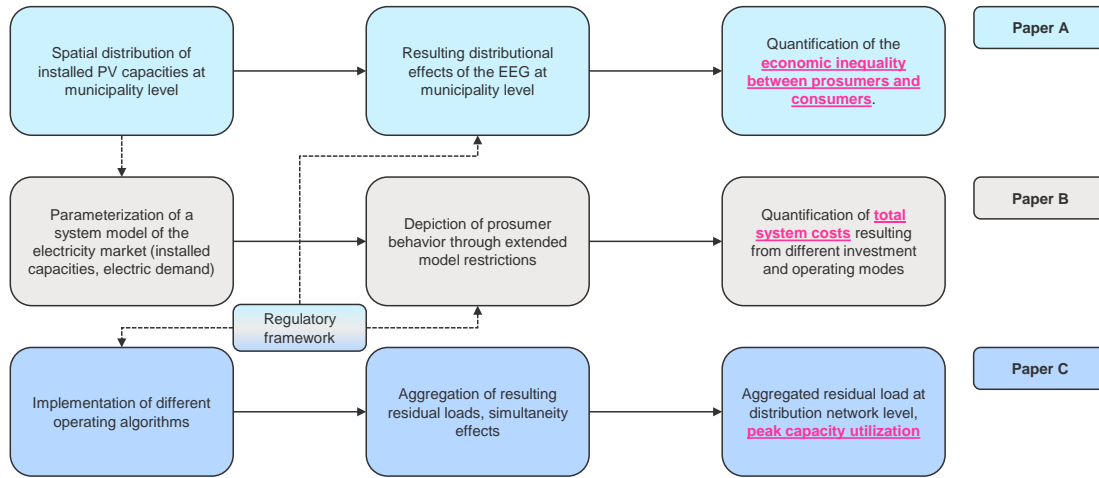 Spatial distribution of
installed PV capacities at
municipality level
Resulting distributional
effects of the EEG at
municipality level
Quantification of the
economic inequality
between prosumers and
consumers.
Paper A
Parameterization of a
system model of the
electricity market (installed
capacities, electric demand)
Depiction of prosumer
behavior through extended
model restrictions
Quantification of total
system costs resulting
from different investment
and operating modes
Paper B
Regulatory
framework
Implementation of different
operating algorithms
Aggregation of resulting
residual loads, simultaneity
effects
Aggregated residual load at
distribution network level,
peak capacity utilization
Paper C